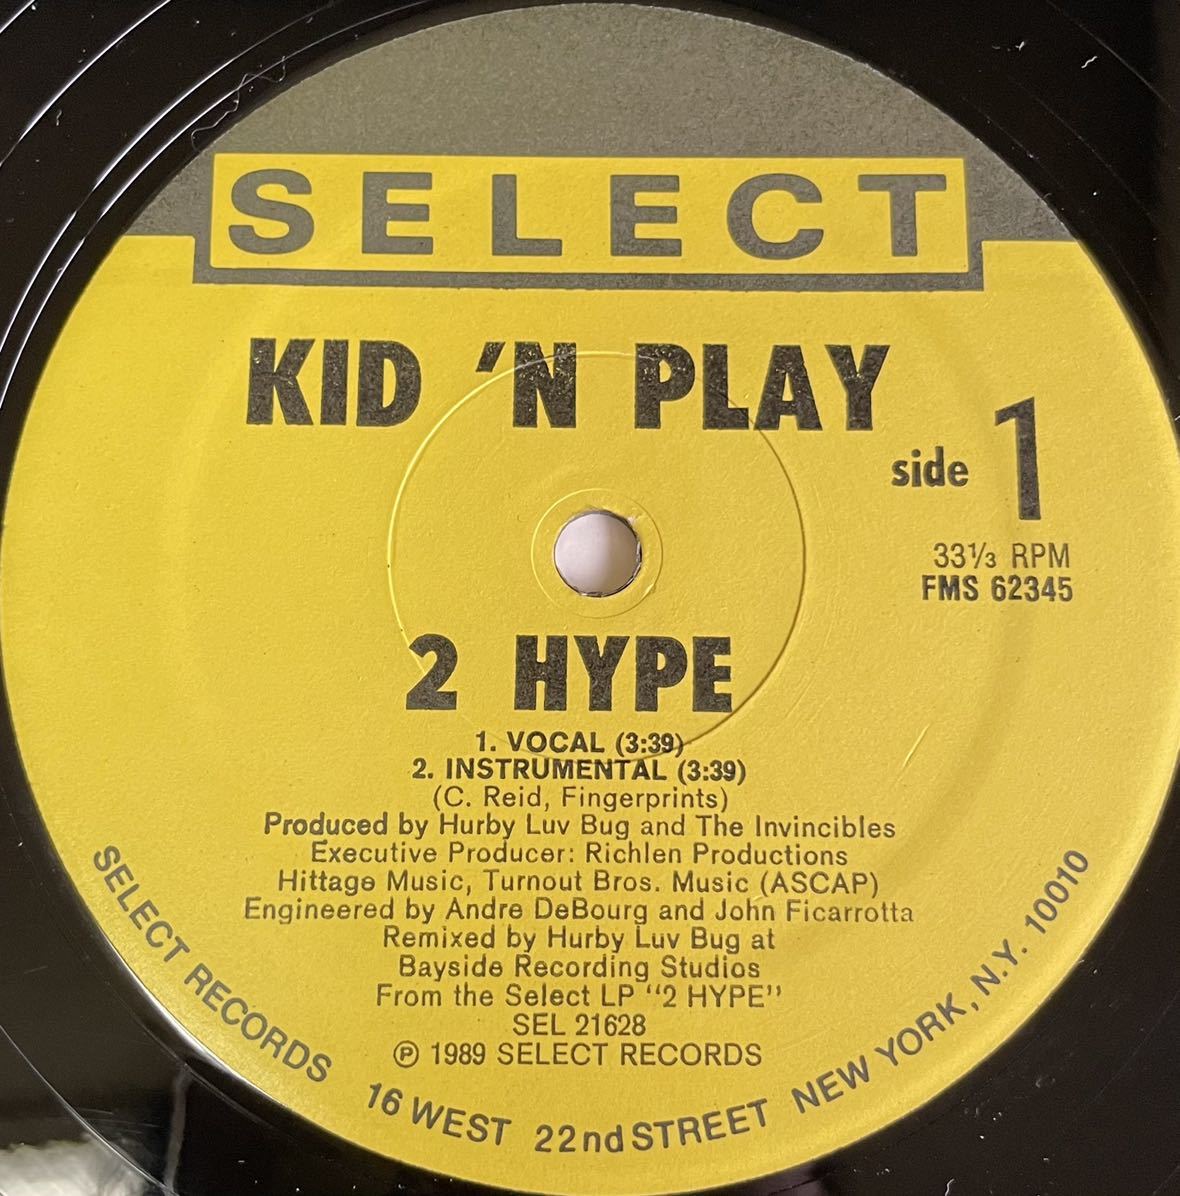 SELECT
KID 'N PLAY
side 1
33⅓ RPM
FMS 62345
2 HYPE
1. VOCAL (3:39)
2. INSTRUMENTAL (3:39)
(C. Reid, Fingerprints)
Produced by Hurby Luv Bug and The Invincibles
Executive Producer: Richlen Productions
Hittage Music, Turnout Bros. Music (ASCAP)
Engineered by Andre DeBourg and John Ficarrotta
Remixed by Hurby Luv Bug at
Bayside Recording Studios
From the Select LP "2 HYPE"
SEL 21628
℗ 1989 SELECT RECORDS
SELECT RECORDS 16 WEST 22nd STREET NEW YORK, N.Y. 10010